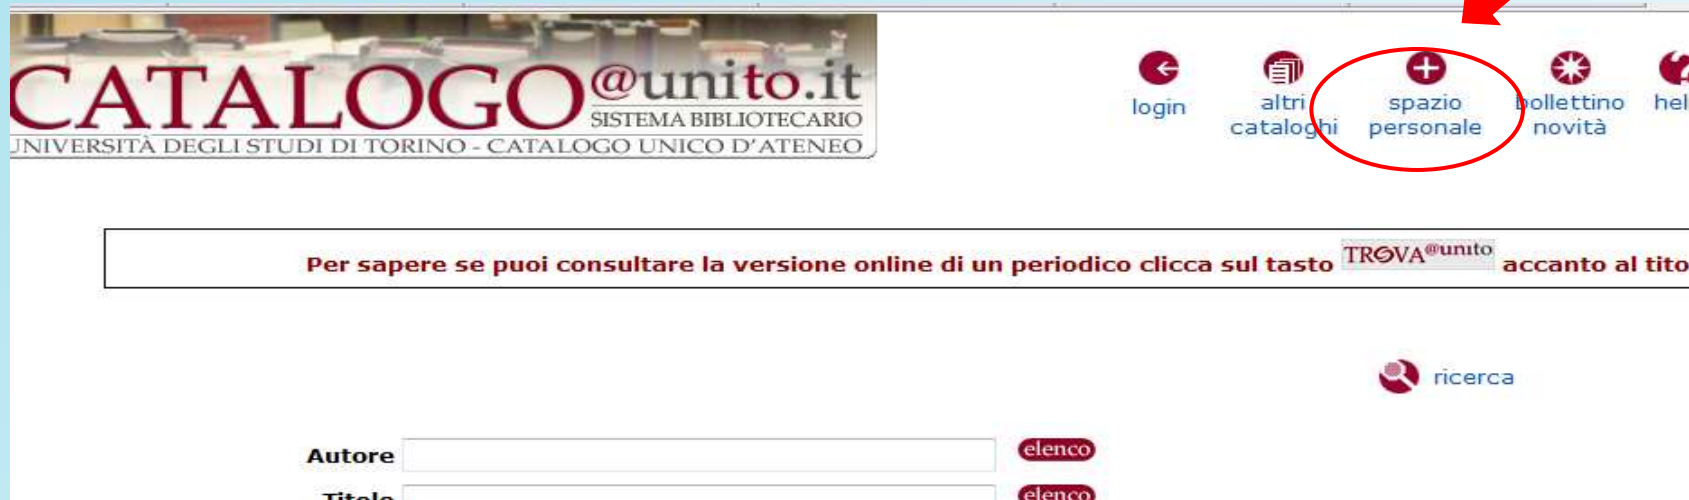 CATALOGO@unito.it
SISTEMA BIBLIOTECARIO
UNIVERSITÀ DEGLI STUDI DI TORINO - CATALOGO UNICO D'ATENEO
login
altri
cataloghi
spazio
personale
bollettino
novità
hel
Per sapere se puoi consultare la versione online di un periodico clicca sul tasto TROVA@unito accanto al tito
ricerca
Autore elenco
Titolo elenco